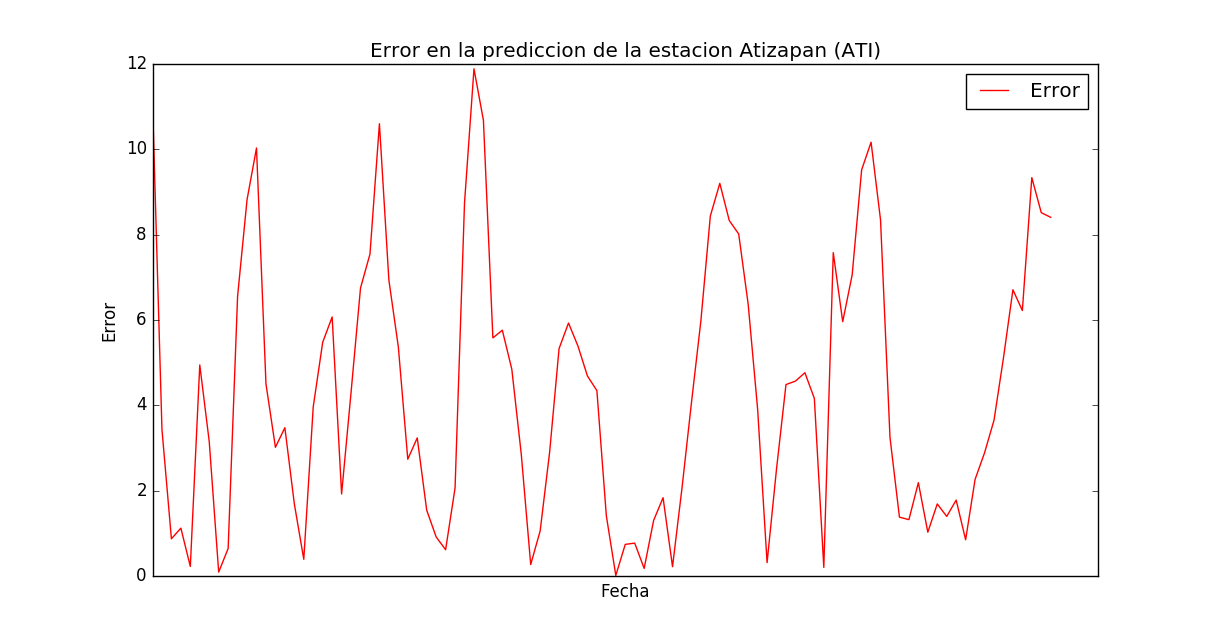 Error en la prediccion de la estacion Atizapan (ATI)
Error
12
10
8
6
4
2
0
Error
Fecha